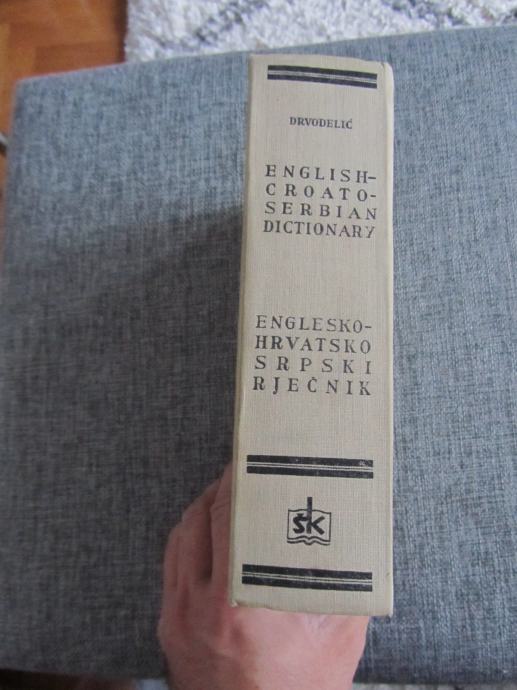 DRVODELIĆ
ENGLISH-
CROATO-
SERBIAN
DICTIONARY
ENGLESKO-
HRVATSKO
SRPSKI
RJEČNIK
ŠK